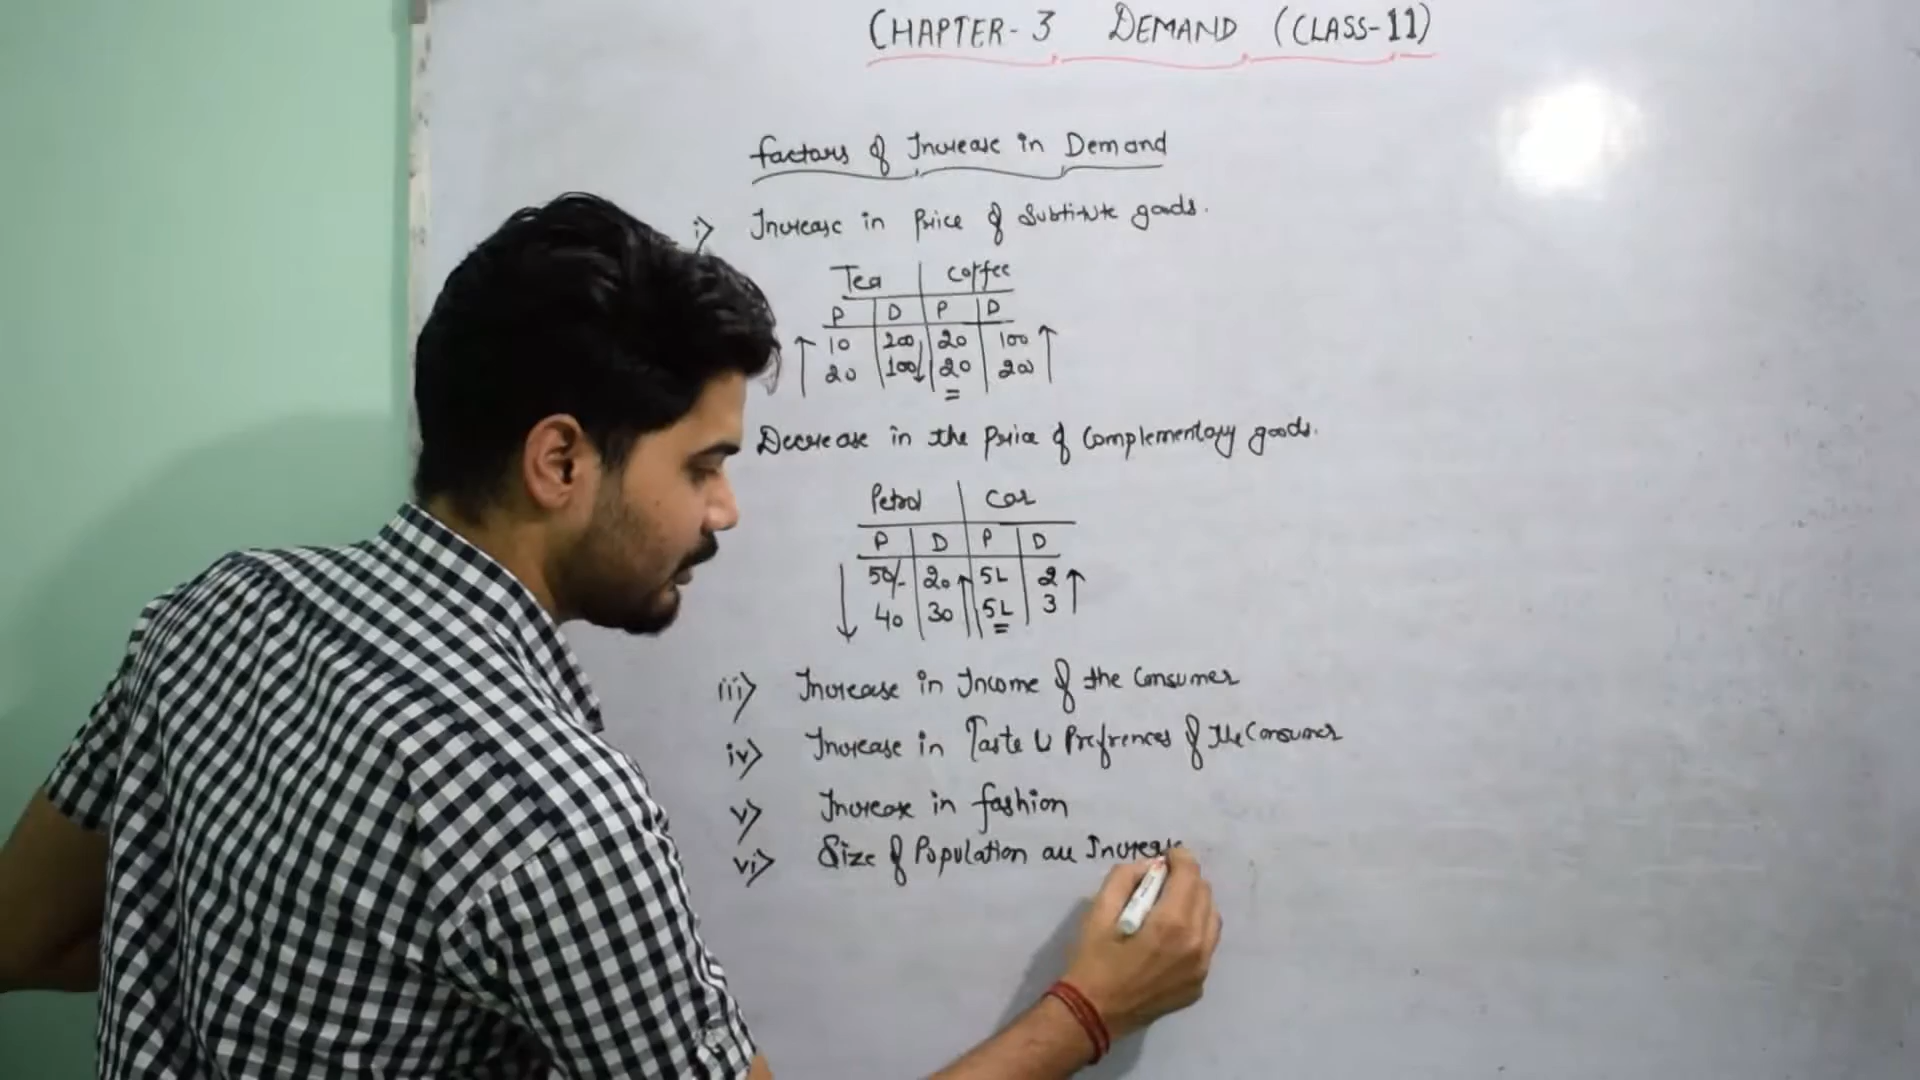 CHAPTER-3 DEMAND (CLASS-11)
factors of Increase in Demand
i) Increase in Price of Subtitute goods.
Tea | Coffee
P | D | P | D
10 | 200 | 20 | 100
20 | 100 | 20 | 200
Decrease in the Price of Complementary goods.
Petrol | Car
P | D | P | D
50/- | 20 | 5L | 2
40 | 30 | 5L | 3
iii) Increase in Income of the Consumer
iv) Increase in Taste & Prefrences of the Consumer
v) Increase in fashion
vi) Size of Population are Increas